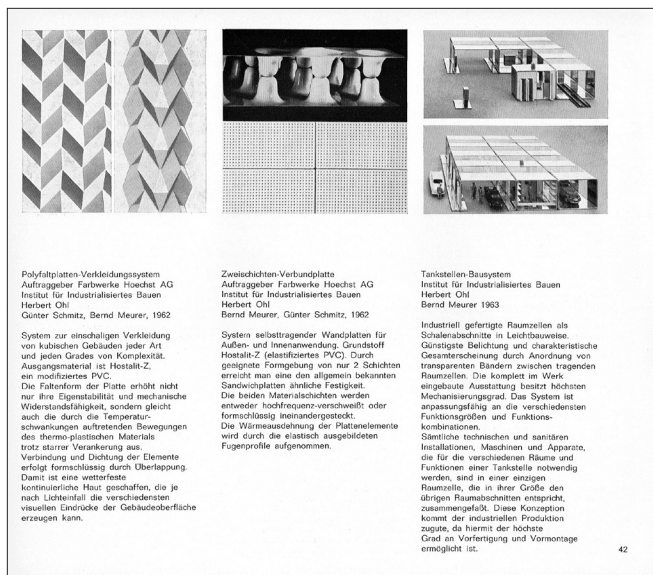 Polyfaltplatten-Verkleidungssystem
Auftraggeber Farbwerke Hoechst AG
Institut für Industrialisiertes Bauen
Herbert Ohl
Günter Schmitz, Bernd Meurer, 1962
System zur einschaligen Verkleidung
von kubischen Gebäuden jeder Art
und jeden Grades von Komplexität.
Ausgangsmaterial ist Hostalit-Z,
ein modifiziertes PVC.
Die Faltenform der Platte erhöht nicht
nur ihre Eigenstabilität und mechanische
Widerstandsfähigkeit, sondern gleicht
auch die durch die Temperatur-
schwankungen auftretenden Bewegungen
des thermo-plastischen Materials
trotz starrer Verankerung aus.
Verbindung und Dichtung der Elemente
erfolgt formschlüssig durch Überlappung.
Damit ist eine wetterfeste
kontinuierliche Haut geschaffen, die je
nach Lichteinfall die verschiedensten
visuellen Eindrücke der Gebäudeoberfläche
erzeugen kann.
Zweischichten-Verbundplatte
Auftraggeber Farbwerke Hoechst AG
Institut für Industrialisiertes Bauen
Herbert Ohl
Bernd Meurer, Günter Schmitz, 1962
System selbsttragender Wandplatten für
Außen- und Innenanwendung. Grundstoff
Hostalit-Z (elastifiziertes PVC). Durch
geeignete Formgebung von nur 2 Schichten
erreicht man eine den allgemein bekannten
Sandwichplatten ähnliche Festigkeit.
Die beiden Materialschichten werden
entweder hochfrequenz-verschweißt oder
formschlüssig ineinandergesteckt.
Die Wärmeausdehnung der Plattenelemente
wird durch die elastisch ausgebildeten
Fugenprofile aufgenommen.
Tankstellen-Bausystem
Institut für Industrialisiertes Bauen
Herbert Ohl
Bernd Meurer 1963
Industriell gefertigte Raumzellen als
Schalenabschnitte in Leichtbauweise.
Günstigste Belichtung und charakteristische
Gesamterscheinung durch Anordnung von
transparenten Bändern zwischen tragenden
Raumzellen. Die komplett im Werk
eingebaute Ausstattung besitzt höchsten
Mechanisierungsgrad. Das System ist
anpassungsfähig an die verschiedensten
Funktionsgrößen und Funktions-
kombinationen.
Sämtliche technischen und sanitären
Installationen, Maschinen und Apparate,
die für die verschiedenen Räume und
Funktionen einer Tankstelle notwendig
werden, sind in einer einzigen
Raumzelle, die in ihrer Größe den
übrigen Raumabschnitten entspricht,
zusammengefaßt. Diese Konzeption
kommt der industriellen Produktion
zugute, da hiermit der höchste
Grad an Vorfertigung und Vormontage
ermöglicht ist.
42